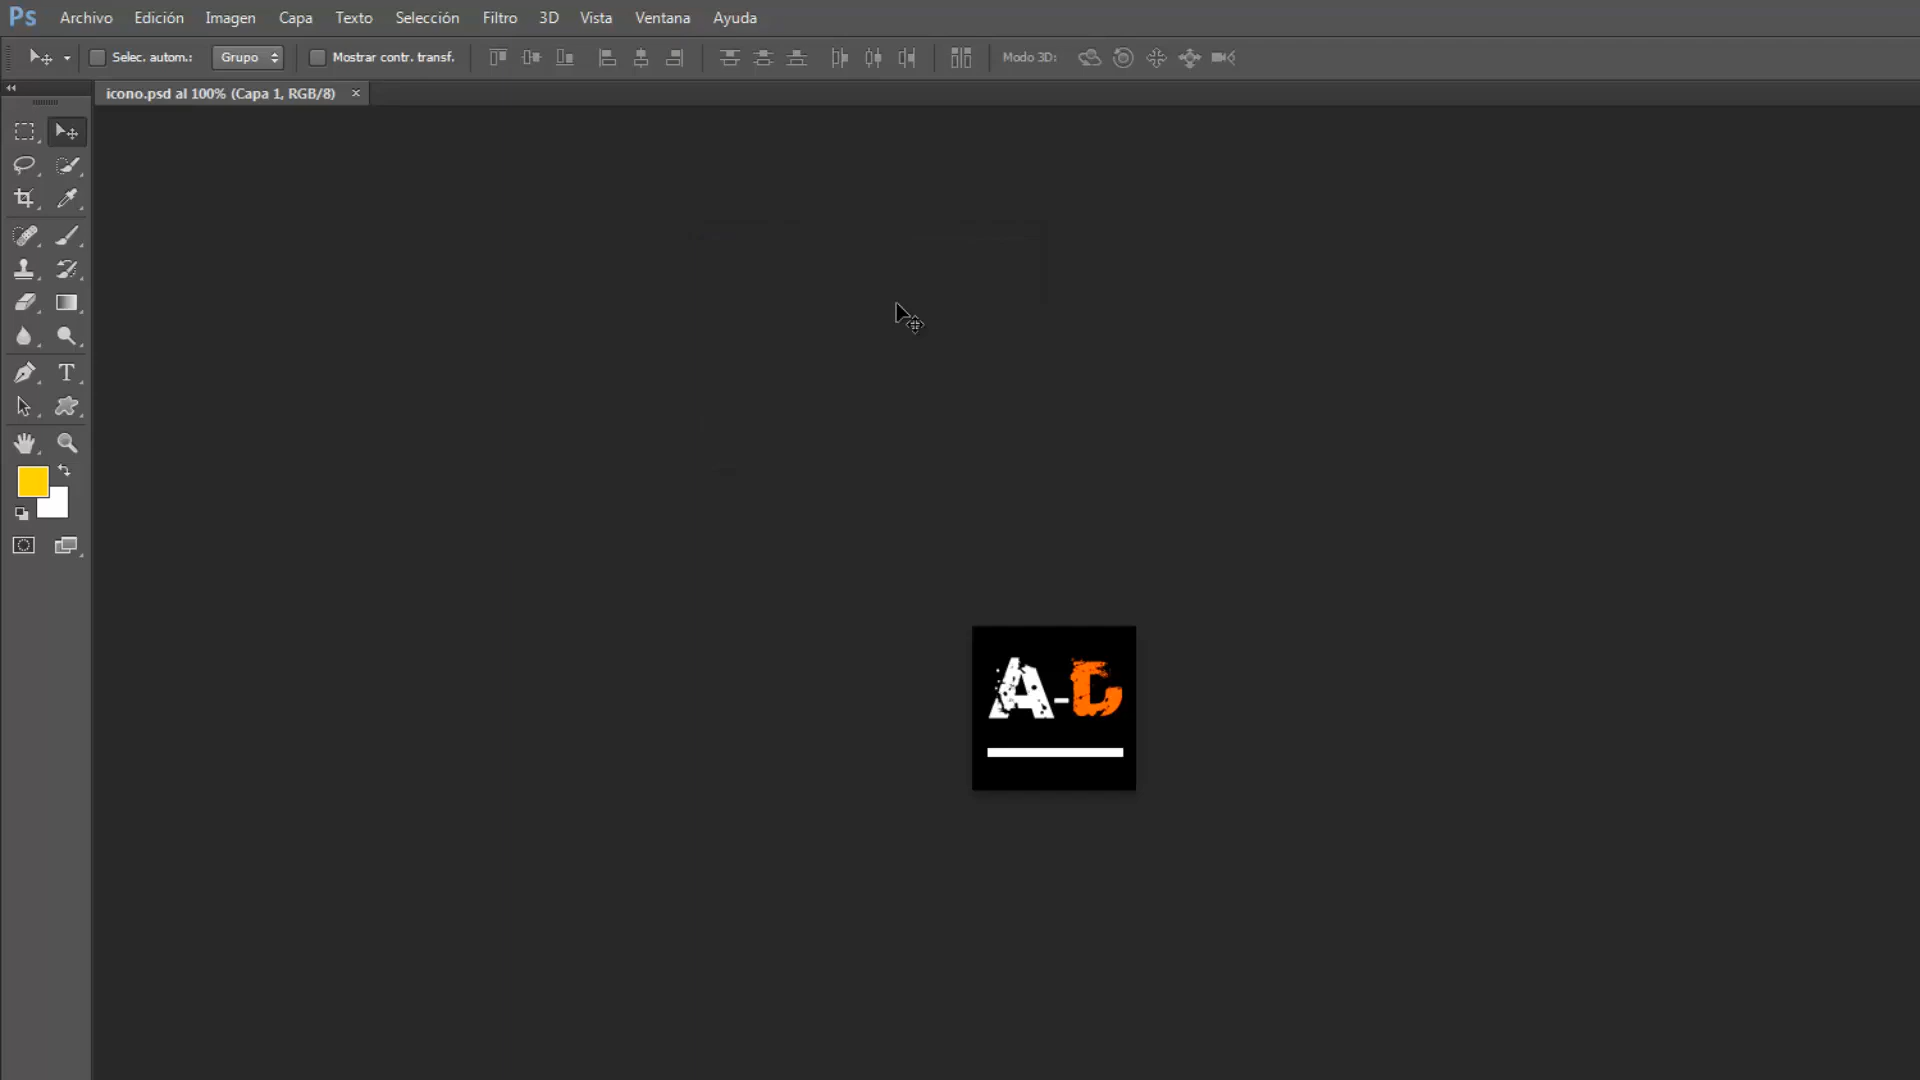 Ps Archivo Edición Imagen Capa Texto Selección Filtro 3D Vista Ventana Ayuda
Selec. autom.: Grupo Mostrar contr. transf. Modo 3D:
icono.psd al 100% (Capa 1, RGB/8) ×
T